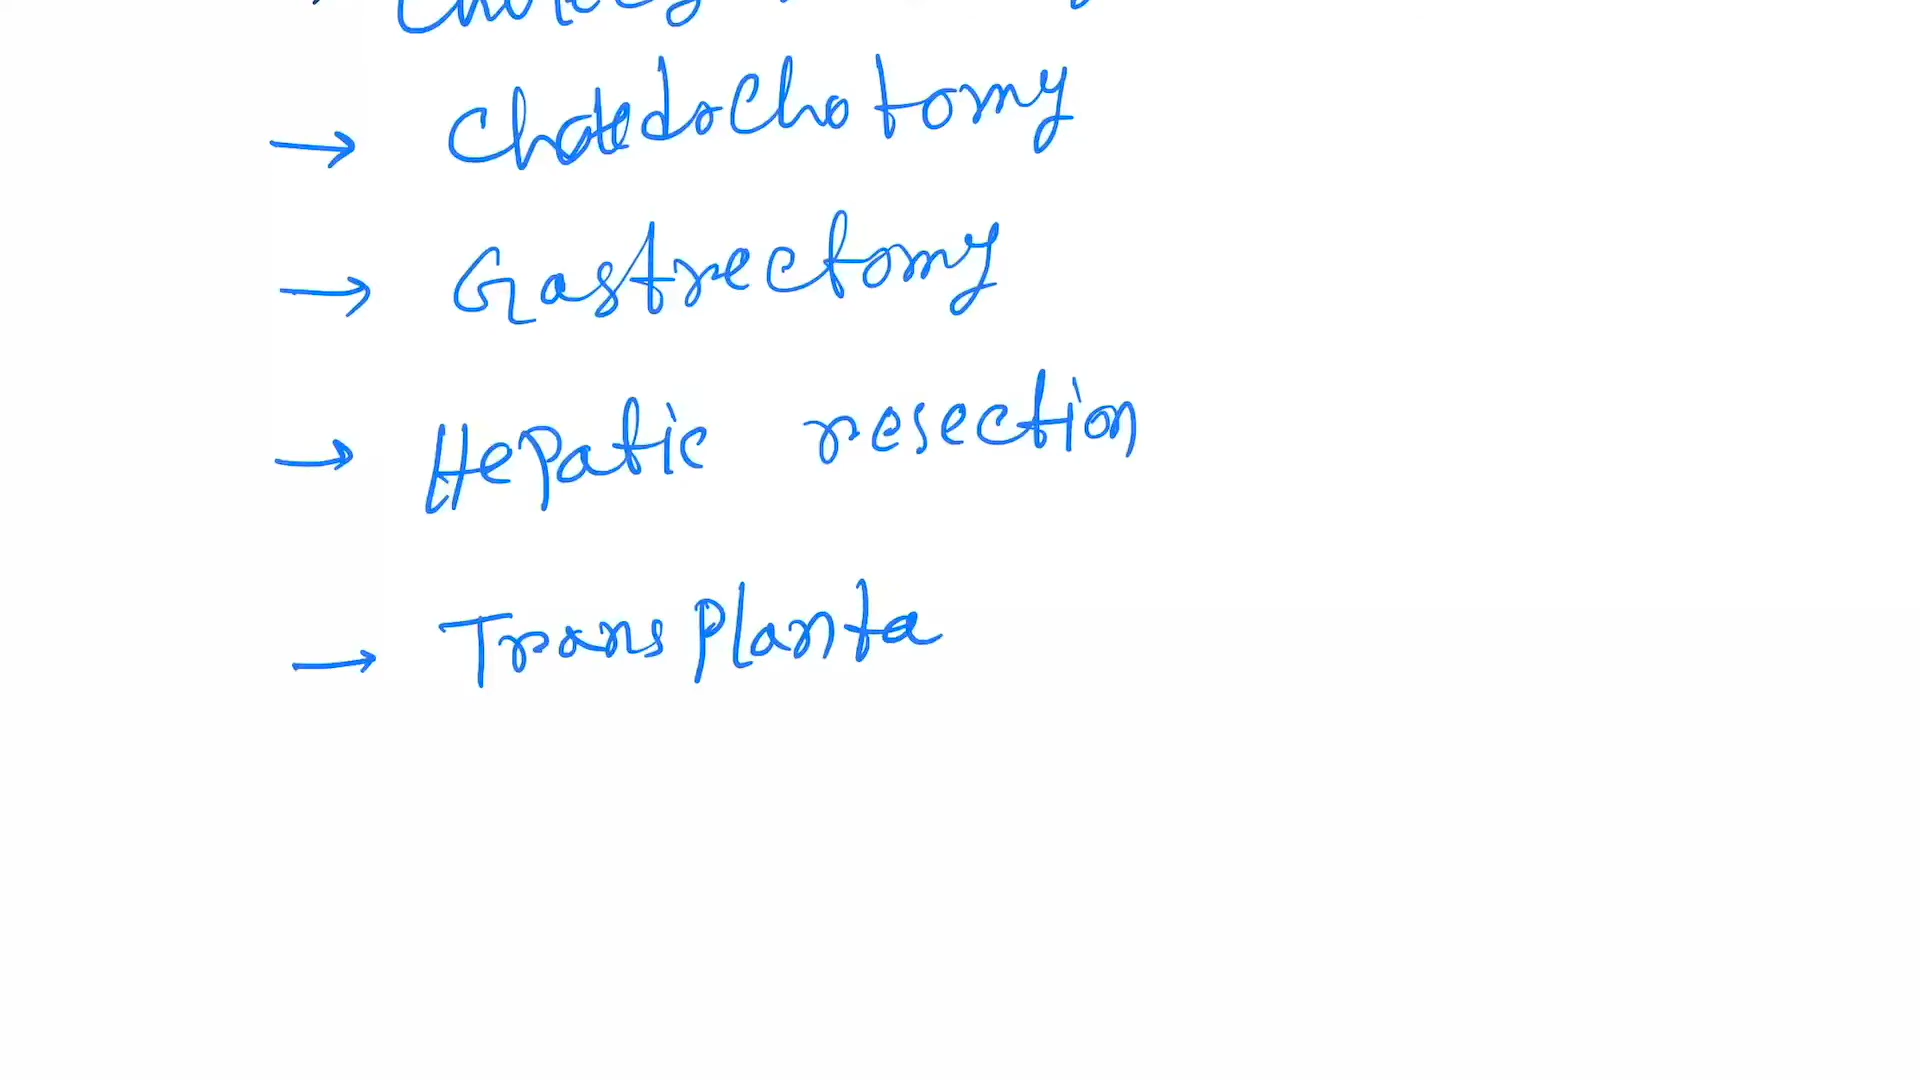 → Choledochotomy
→ Gastrectomy
→ Hepatic resection
→ Transplanta